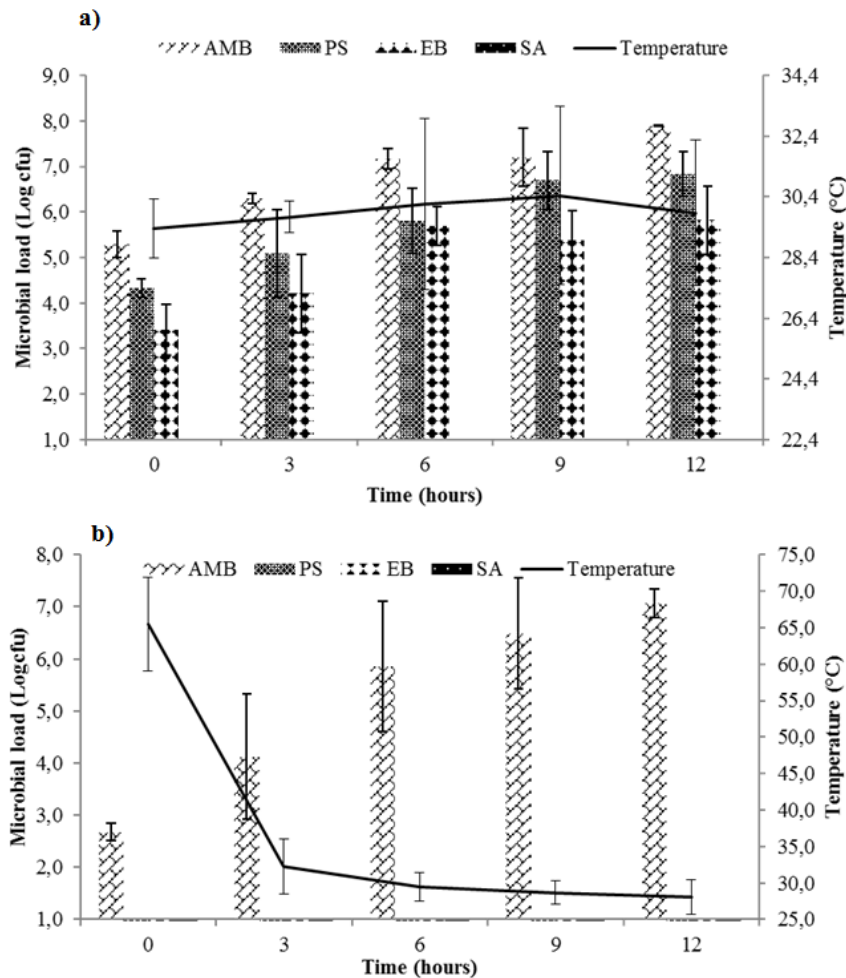 a)
AMB PS EB SA Temperature
Microbial load (Log cfu)
9,0
8,0
7,0
6,0
5,0
4,0
3,0
2,0
1,0
34,4
32,4
30,4
28,4
26,4
24,4
22,4
Temperature (°C)
0 3 6 9 12
Time (hours)
b)
AMB PS EB SA Temperature
Microbial load (Logcfu)
8,0
7,0
6,0
5,0
4,0
3,0
2,0
1,0
75,0
70,0
65,0
60,0
55,0
50,0
45,0
40,0
35,0
30,0
25,0
Temperature (°C)
0 3 6 9 12
Time (hours)